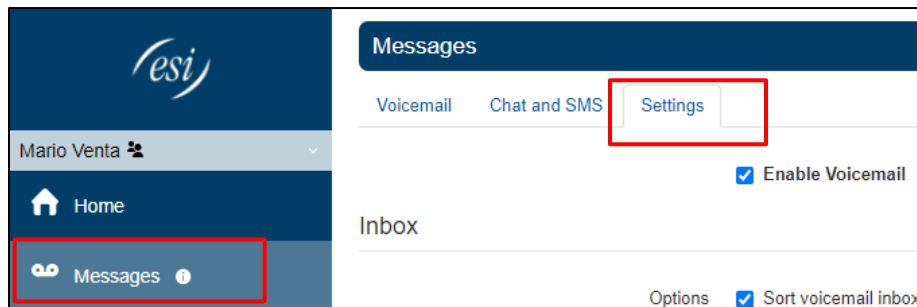 esi
Messages
Voicemail Chat and SMS Settings
Mario Venta
Enable Voicemail
Home
Inbox
Messages
Options Sort voicemail inbox